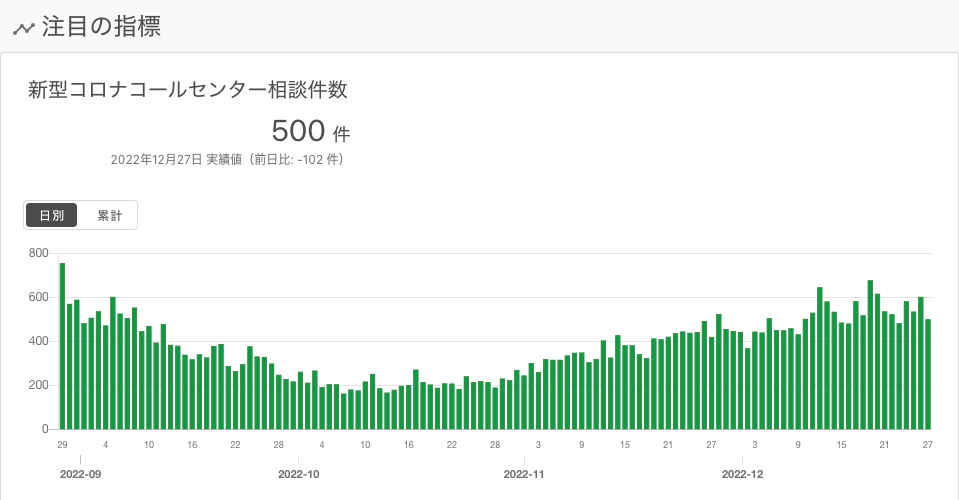 注目の指標
新型コロナコールセンター相談件数
500 件
2022年12月27日 実績値（前日比: -102 件）
日別 累計
800
600
400
200
0
29 4 10 16 22 28 4 10 16 22 28 3 9 15 21 27 3 9 15 21 27
2022-09 2022-10 2022-11 2022-12